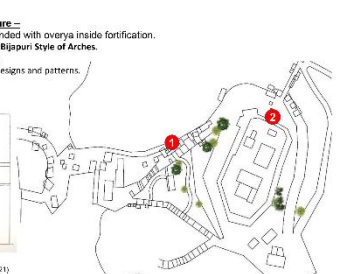 ure –
nded with overya inside fortification.
Bijapuri Style of Arches.
esigns and patterns.
1
2
21)